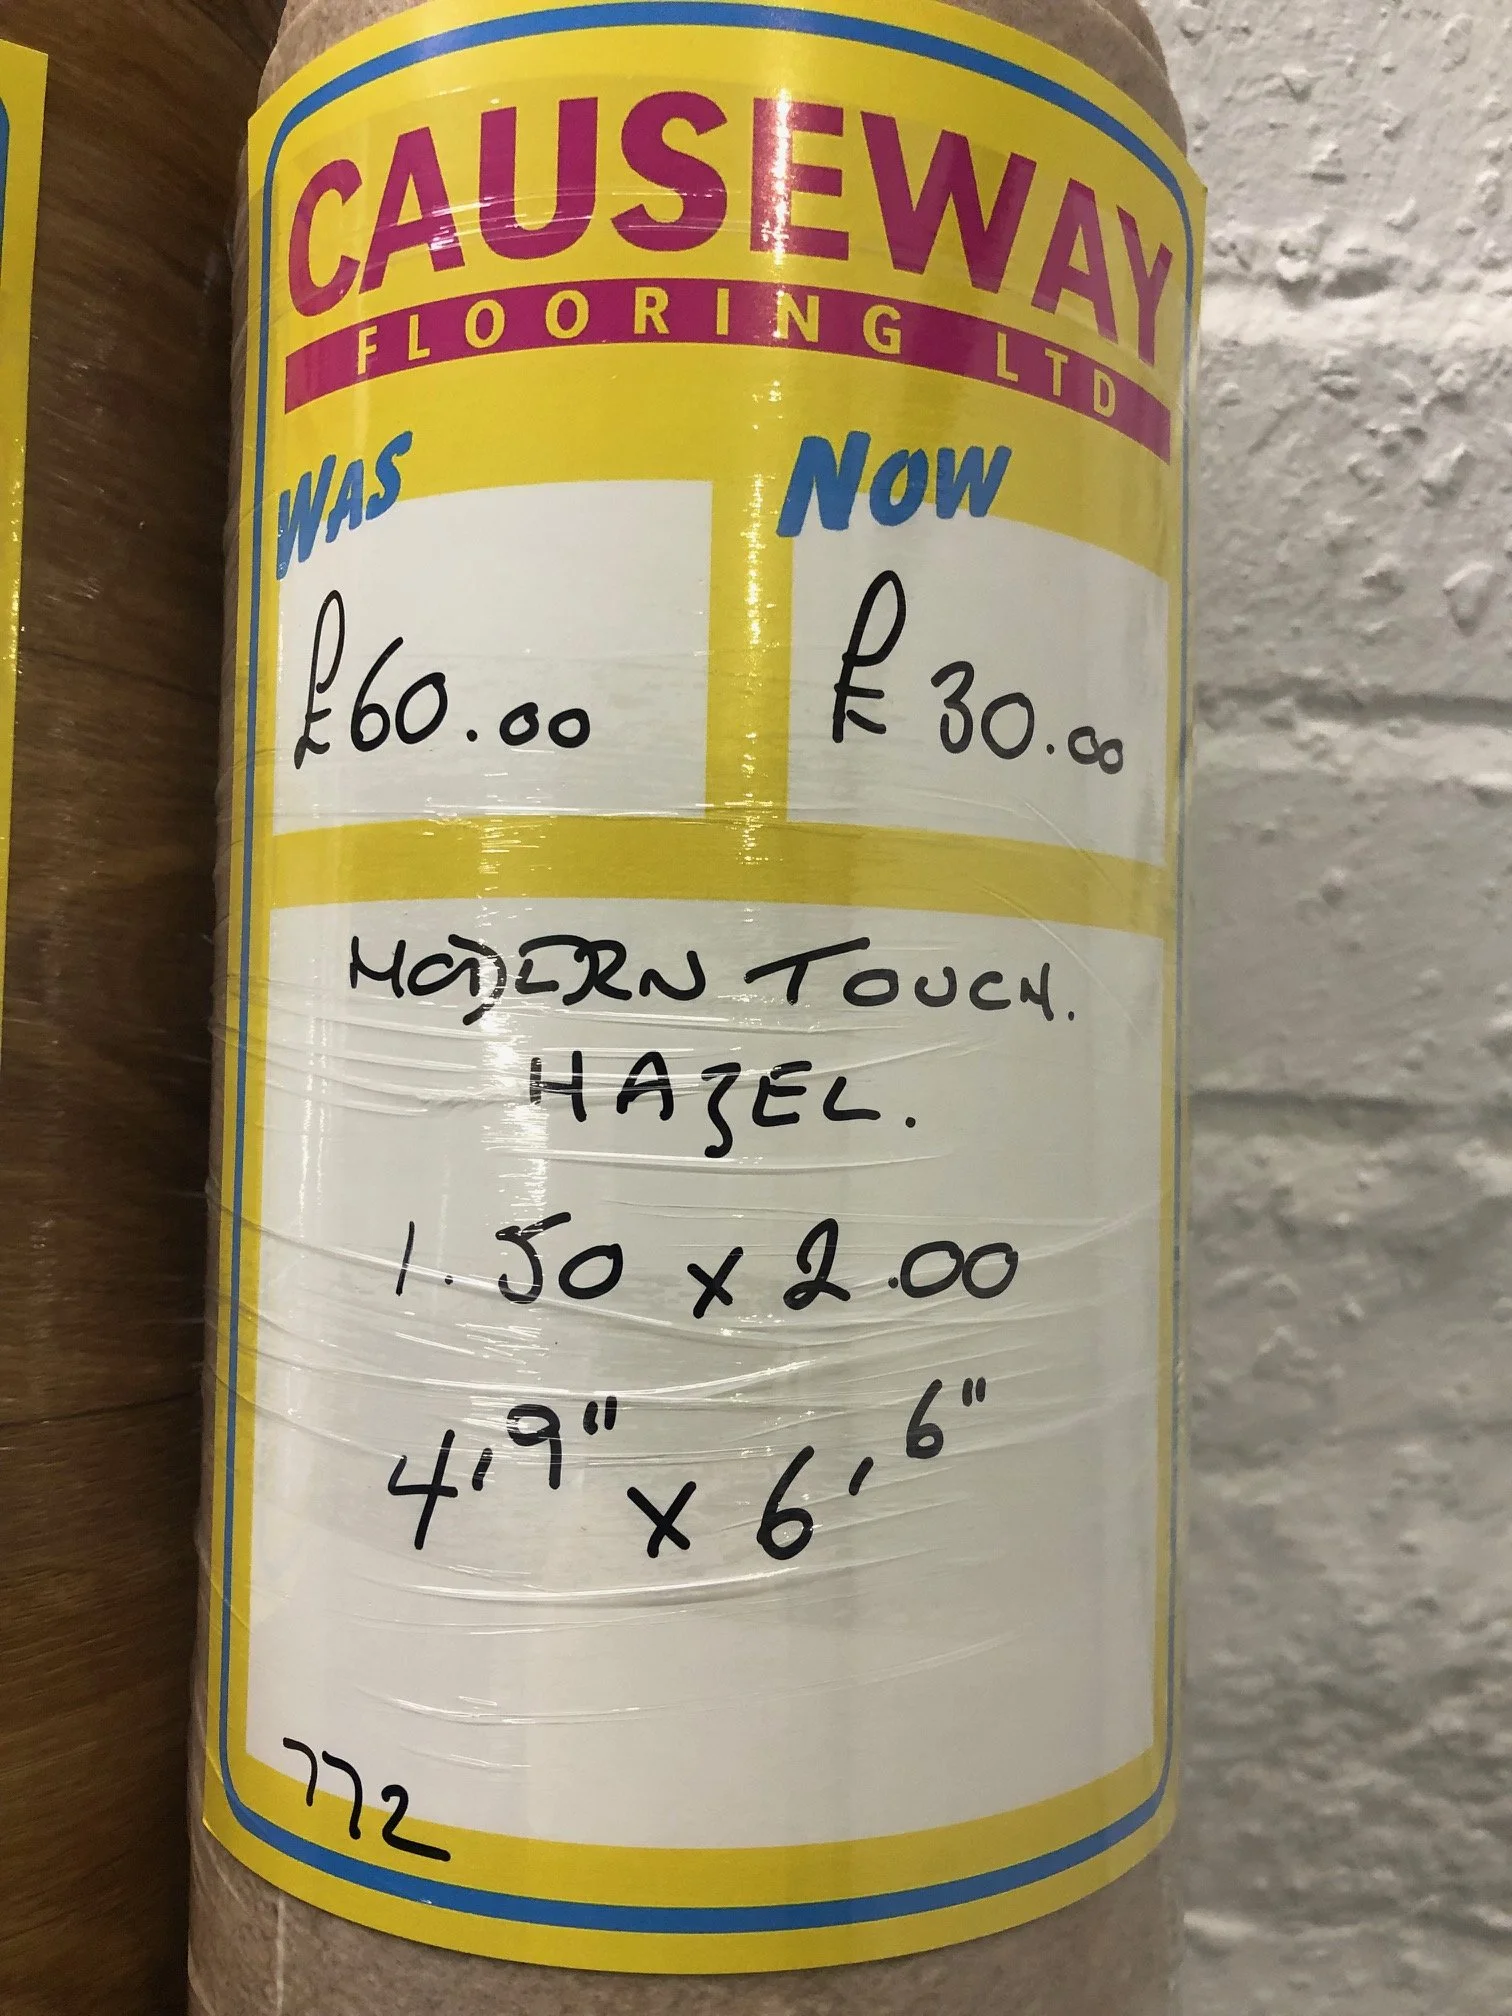 CAUSEWAY
FLOORING LTD
WAS NOW
£60.00 £30.00
MODERN TOUCH.
HAZEL.
1.50 x 2.00
4'9" x 6'6"
772